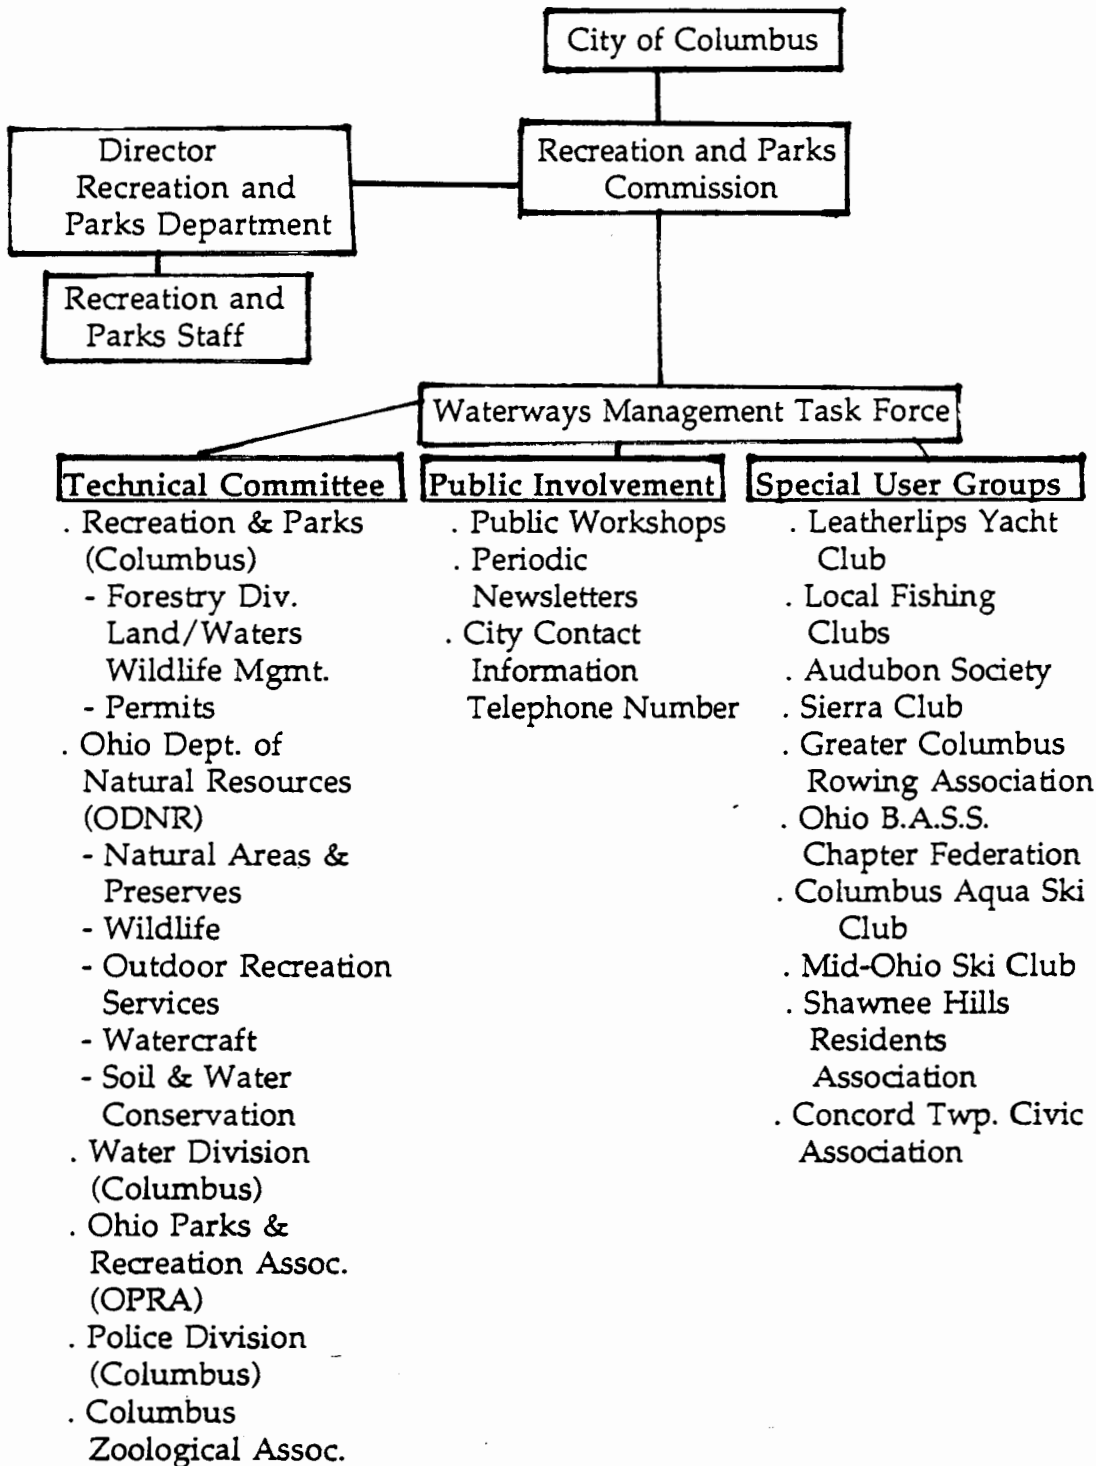 City of Columbus
Director
Recreation and
Parks Department
Recreation and Parks
Commission
Recreation and
Parks Staff
Waterways Management Task Force
Technical Committee
. Recreation & Parks
(Columbus)
- Forestry Div.
Land/Waters
Wildlife Mgmt.
- Permits
. Ohio Dept. of
Natural Resources
(ODNR)
- Natural Areas &
Preserves
- Wildlife
- Outdoor Recreation
Services
- Watercraft
- Soil & Water
Conservation
. Water Division
(Columbus)
. Ohio Parks &
Recreation Assoc.
(OPRA)
. Police Division
(Columbus)
. Columbus
Zoological Assoc.
Public Involvement
. Public Workshops
. Periodic
Newsletters
. City Contact
Information
Telephone Number
Special User Groups
. Leatherlips Yacht
Club
. Local Fishing
Clubs
. Audubon Society
. Sierra Club
. Greater Columbus
Rowing Association
. Ohio B.A.S.S.
Chapter Federation
. Columbus Aqua Ski
Club
. Mid-Ohio Ski Club
. Shawnee Hills
Residents
Association
. Concord Twp. Civic
Association